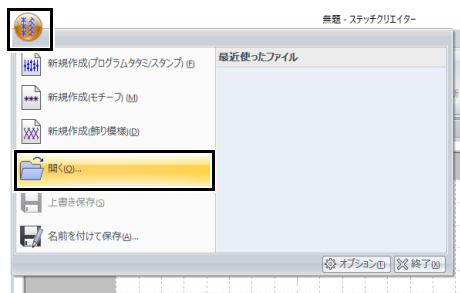 無題 - ステッチクリエイター
新規作成(プログラムタタミ/スタンプ)(F)
最近使ったファイル
新規作成(モチーフ)(M)
新規作成(飾り模様)(D)
開く(O)...
上書き保存(S)
名前を付けて保存(A)...
オプション(I)
終了(X)